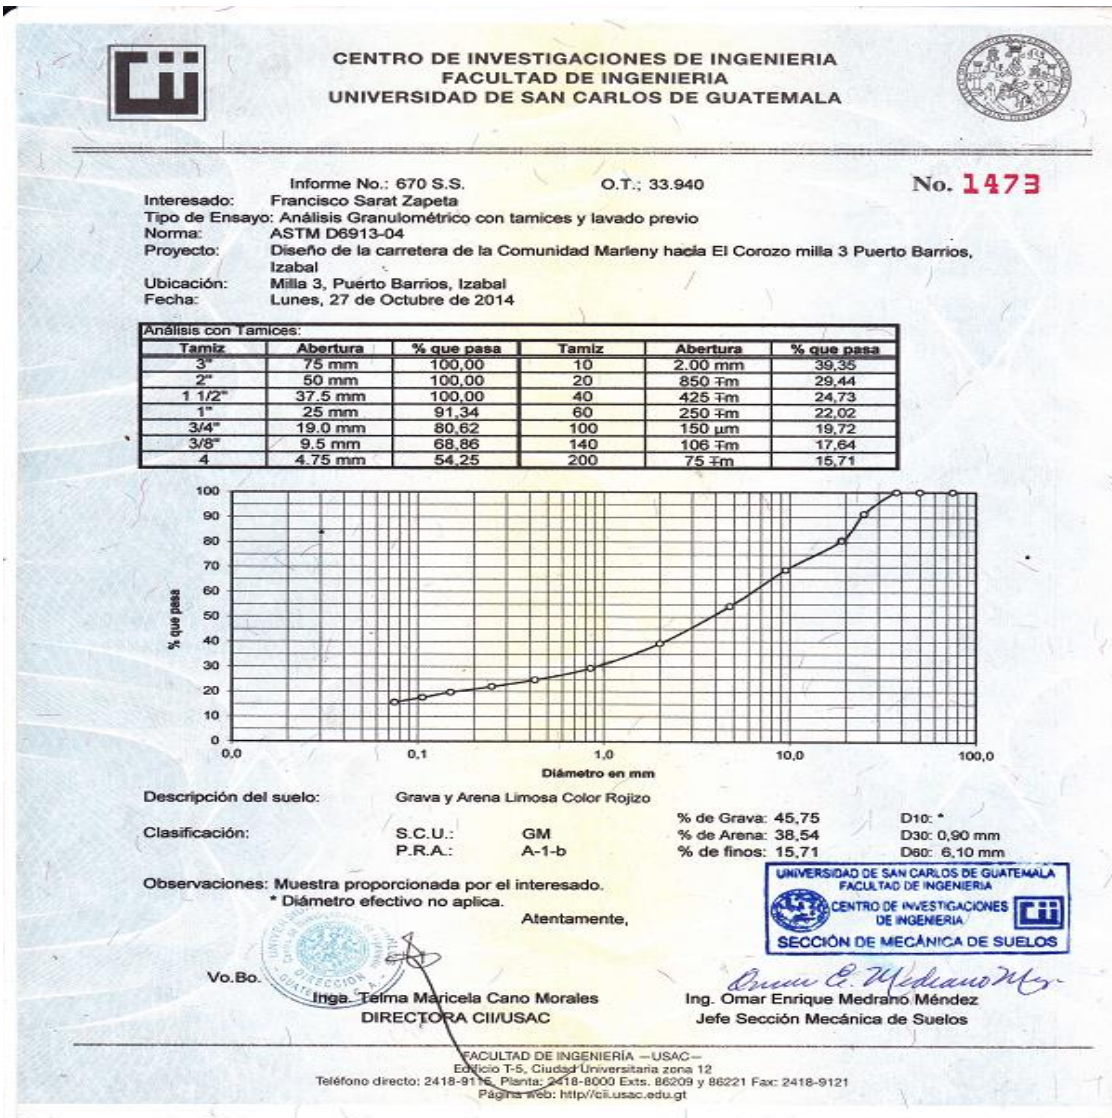 Cii
CENTRO DE INVESTIGACIONES DE INGENIERIA
FACULTAD DE INGENIERIA
UNIVERSIDAD DE SAN CARLOS DE GUATEMALA
Informe No.: 670 S.S. O.T.; 33.940 No. 1473
Interesado: Francisco Sarat Zapeta
Tipo de Ensayo: Análisis Granulométrico con tamices y lavado previo
Norma: ASTM D6913-04
Proyecto: Diseño de la carretera de la Comunidad Marleny hacia El Corozo milla 3 Puerto Barrios,
Izabal
Ubicación: Milla 3, Puerto Barrios, Izabal
Fecha: Lunes, 27 de Octubre de 2014
Análisis con Tamices:
Tamiz Abertura % que pasa Tamiz Abertura % que pasa
3" 75 mm 100,00 10 2.00 mm 39,35
2" 50 mm 100,00 20 850 Ŧm 29,44
1 1/2" 37.5 mm 100,00 40 425 Ŧm 24,73
1" 25 mm 91,34 60 250 Ŧm 22,02
3/4" 19.0 mm 80,62 100 150 µm 19,72
3/8" 9.5 mm 68,86 140 106 Ŧm 17,64
4 4.75 mm 54,25 200 75 Ŧm 15,71
100
90
80
70
60
50
40
30
20
10
0
% que pasa
0,0 0,1 1,0 10,0 100,0
Diámetro en mm
Descripción del suelo: Grava y Arena Limosa Color Rojizo
% de Grava: 45,75 D10: *
Clasificación: S.C.U.: GM % de Arena: 38,54 D30: 0,90 mm
P.R.A.: A-1-b % de finos: 15,71 D60: 6,10 mm
Observaciones: Muestra proporcionada por el interesado.
* Diámetro efectivo no aplica.
Atentamente,
UNIVERSIDAD DE SAN CARLOS DE GUATEMALA
FACULTAD DE INGENIERIA
CENTRO DE INVESTIGACIONES
DE INGENIERIA
Cii
SECCIÓN DE MECÁNICA DE SUELOS
DIRECCION
Vo.Bo.
Inga. Telma Maricela Cano Morales Ing. Omar Enrique Medrano Méndez
DIRECTORA CII/USAC Jefe Sección Mecánica de Suelos
FACULTAD DE INGENIERÍA —USAC—
Edificio T-5, Ciudad Universitaria zona 12
Teléfono directo: 2418-9115, Planta: 2418-8000 Exts. 86209 y 86221 Fax: 2418-9121
Página web: http//cii.usac.edu.gt